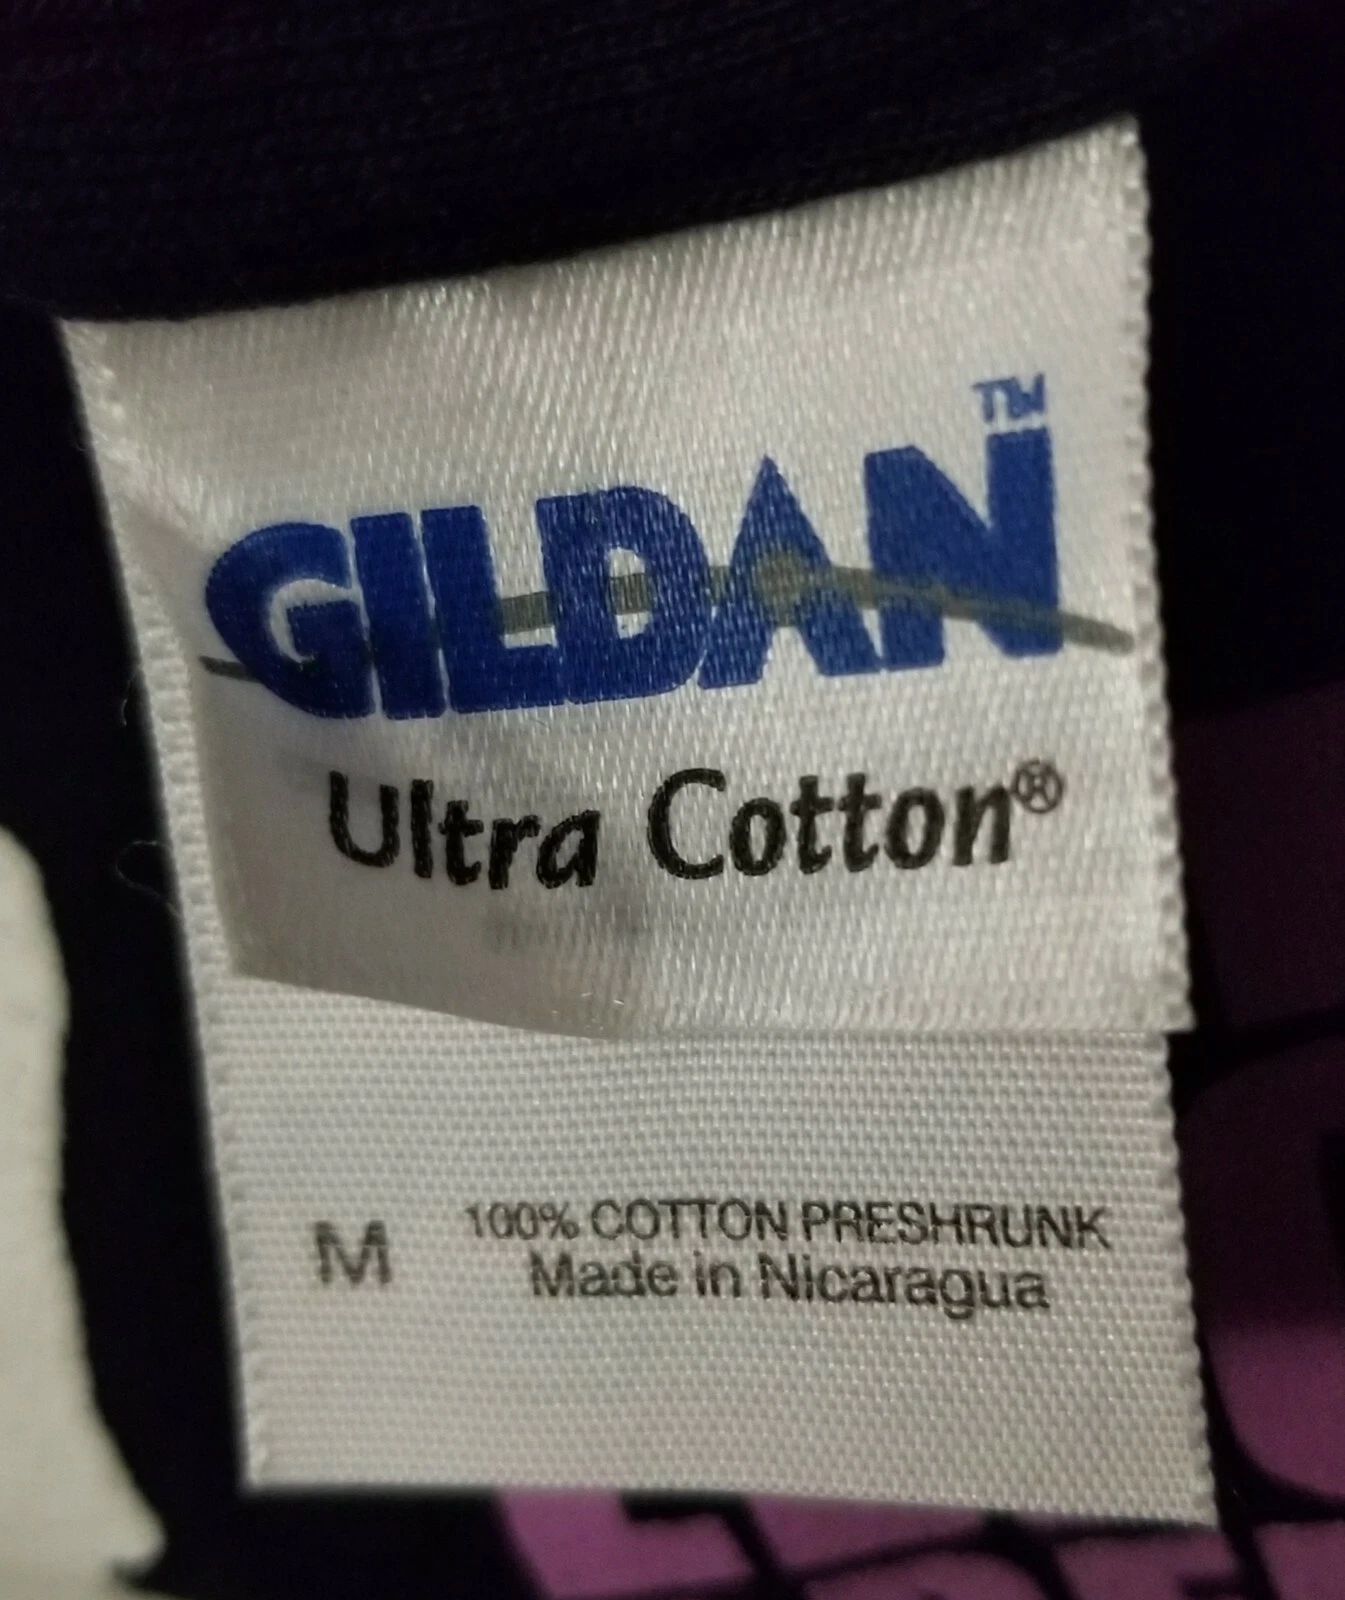 GILDAN™
Ultra Cotton®
M
100% COTTON PRESHRUNK
Made in Nicaragua